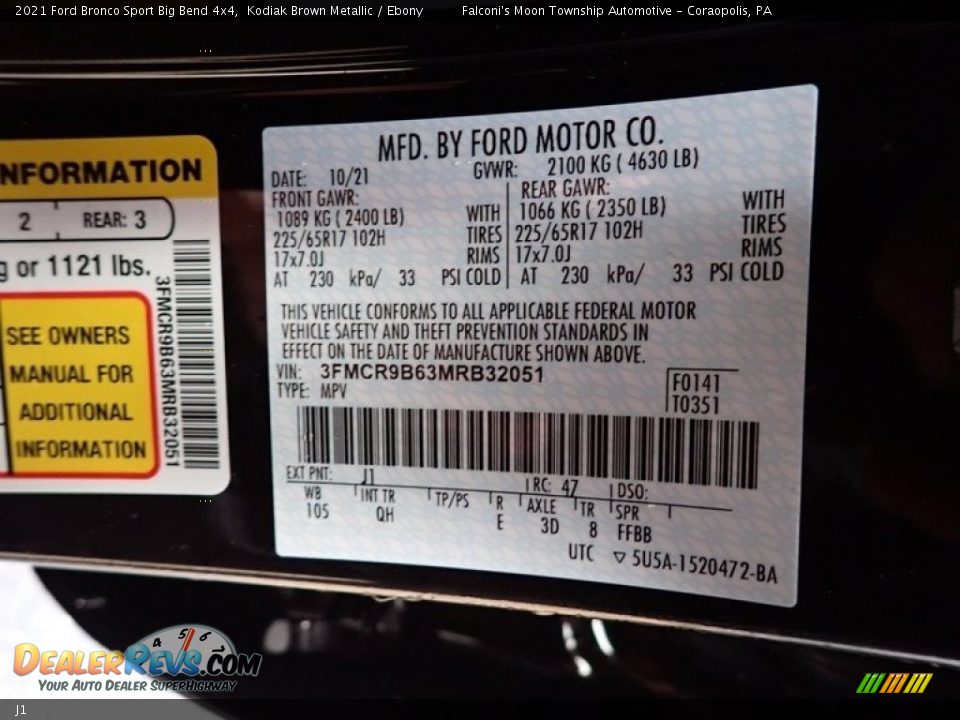 2021 Ford Bronco Sport Big Bend 4x4, Kodiak Brown Metallic / Ebony Falconi's Moon Township Automotive - Coraopolis, PA
NFORMATION
2 REAR: 3
g or 1121 lbs.
SEE OWNERS
MANUAL FOR
ADDITIONAL
INFORMATION
3FMCR9B63MRB32051
MFD. BY FORD MOTOR CO.
DATE: 10/21 GVWR: 2100 KG ( 4630 LB)
FRONT GAWR: REAR GAWR:
1089 KG ( 2400 LB) WITH 1066 KG ( 2350 LB) WITH
225/65R17 102H TIRES 225/65R17 102H TIRES
17x7.0J RIMS 17x7.0J RIMS
AT 230 kPa/ 33 PSI COLD AT 230 kPa/ 33 PSI COLD
THIS VEHICLE CONFORMS TO ALL APPLICABLE FEDERAL MOTOR
VEHICLE SAFETY AND THEFT PREVENTION STANDARDS IN
EFFECT ON THE DATE OF MANUFACTURE SHOWN ABOVE.
VIN: 3FMCR9B63MRB32051
TYPE: MPV
F0141
T0351
EXT PNT: J1 RC: 47 DSO:
WB INT TR TP/PS R AXLE TR SPR
105 QH E 3D 8 FFBB
UTC ▽ 5U5A-1520472-BA
4 5 6
DEALERREVS.COM
YOUR AUTO DEALER SUPERHIGHWAY
J1